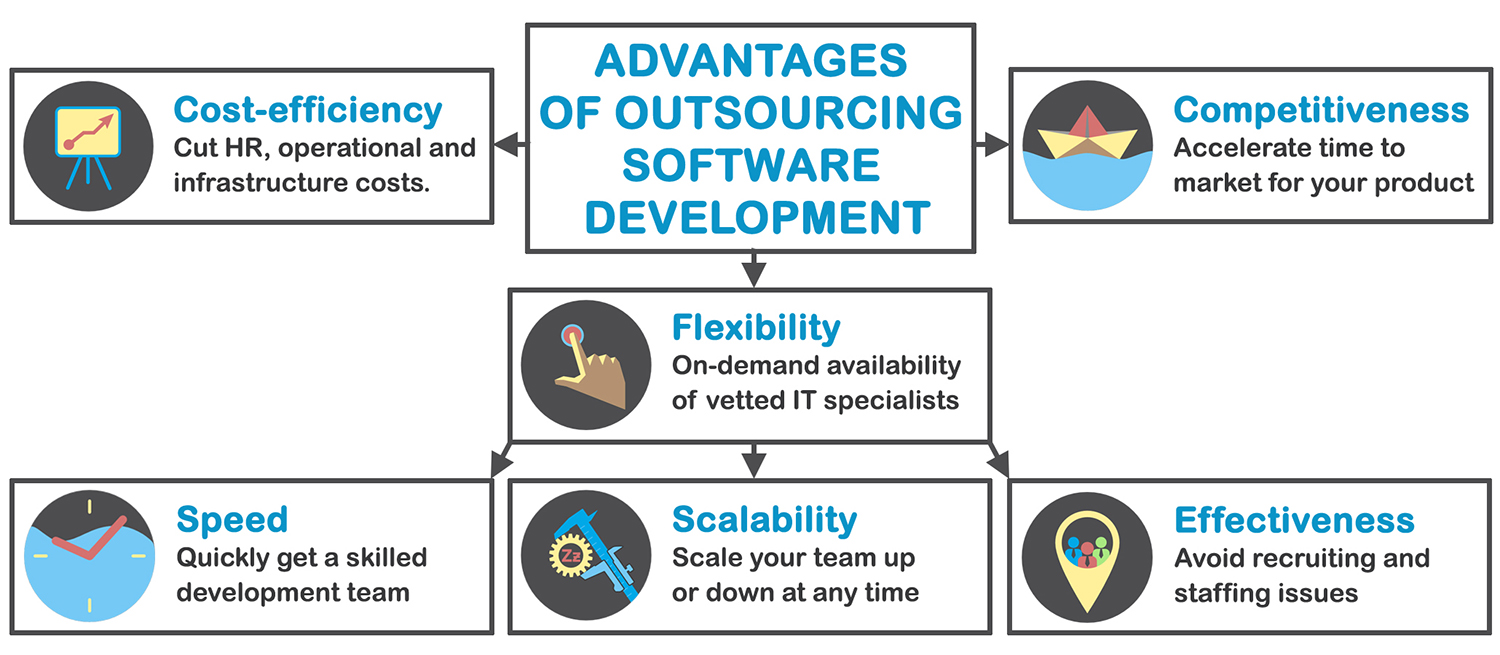 ADVANTAGES
OF OUTSOURCING
SOFTWARE
DEVELOPMENT
Cost-efficiency
Cut HR, operational and
infrastructure costs.
Competitiveness
Accelerate time to
market for your product
Flexibility
On-demand availability
of vetted IT specialists
Speed
Quickly get a skilled
development team
Zz
Scalability
Scale your team up
or down at any time
Effectiveness
Avoid recruiting and
staffing issues